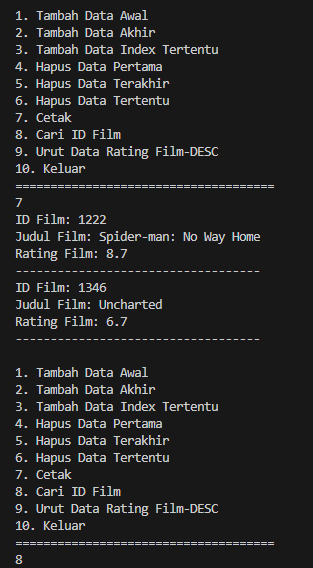 1. Tambah Data Awal
2. Tambah Data Akhir
3. Tambah Data Index Tertentu
4. Hapus Data Pertama
5. Hapus Data Terakhir
6. Hapus Data Tertentu
7. Cetak
8. Cari ID Film
9. Urut Data Rating Film-DESC
10. Keluar
=====================================
7
ID Film: 1222
Judul Film: Spider-man: No Way Home
Rating Film: 8.7
-----------------------------------
ID Film: 1346
Judul Film: Uncharted
Rating Film: 6.7
-----------------------------------
1. Tambah Data Awal
2. Tambah Data Akhir
3. Tambah Data Index Tertentu
4. Hapus Data Pertama
5. Hapus Data Terakhir
6. Hapus Data Tertentu
7. Cetak
8. Cari ID Film
9. Urut Data Rating Film-DESC
10. Keluar
=====================================
8